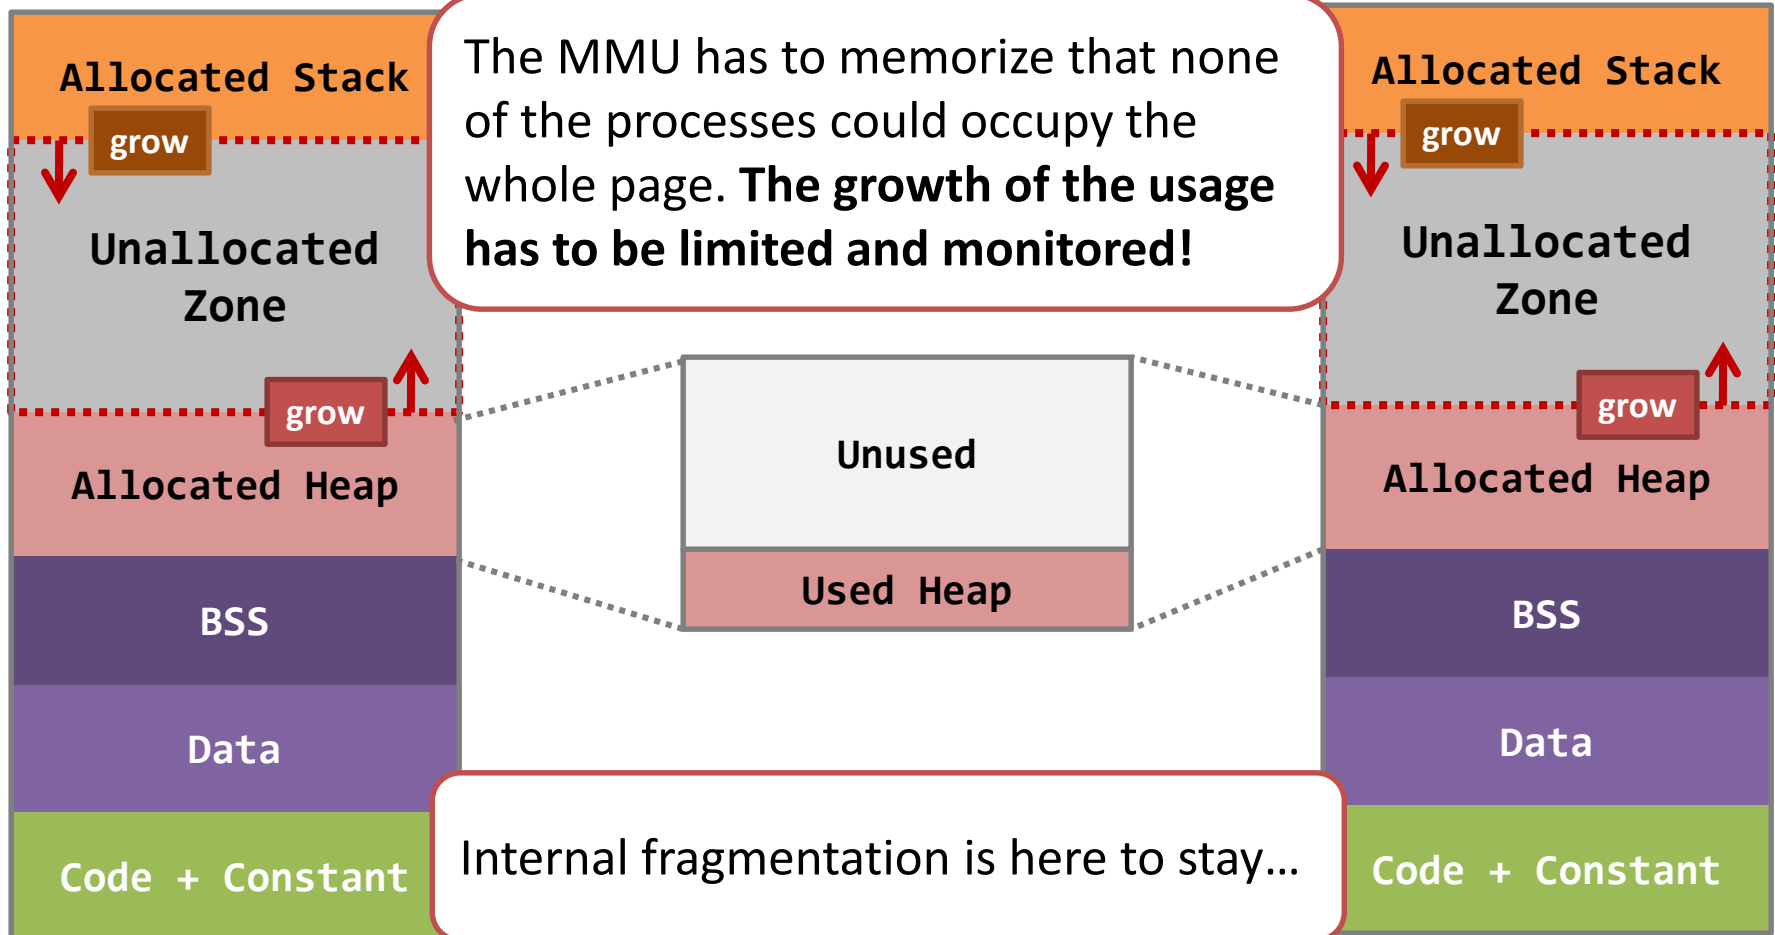 Allocated Stack
grow
Unallocated
Zone
grow
Allocated Heap
BSS
Data
Code + Constant
The MMU has to memorize that none
of the processes could occupy the
whole page. The growth of the usage
has to be limited and monitored!
Unused
Used Heap
Internal fragmentation is here to stay…
Allocated Stack
grow
Unallocated
Zone
grow
Allocated Heap
BSS
Data
Code + Constant